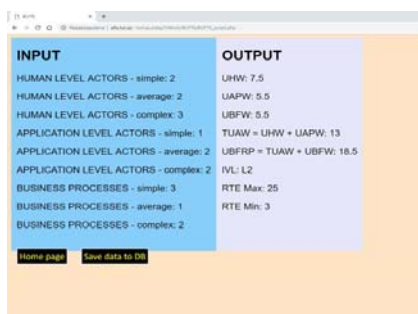 INPUT
HUMAN LEVEL ACTORS - simple: 2
HUMAN LEVEL ACTORS - average: 2
HUMAN LEVEL ACTORS - complex: 3
APPLICATION LEVEL ACTORS - simple: 1
APPLICATION LEVEL ACTORS - average: 2
APPLICATION LEVEL ACTORS - complex: 2
BUSINESS PROCESSES - simple: 3
BUSINESS PROCESSES - average: 1
BUSINESS PROCESSES - complex: 2
OUTPUT
UHW: 7.5
UAPW: 5.5
UBFW: 5.5
TUAW = UHW + UAPW: 13
UBFRP = TUAW + UBFW: 18.5
IVL: L2
RTE Max: 25
RTE Min: 3
Home page
Save data to DB